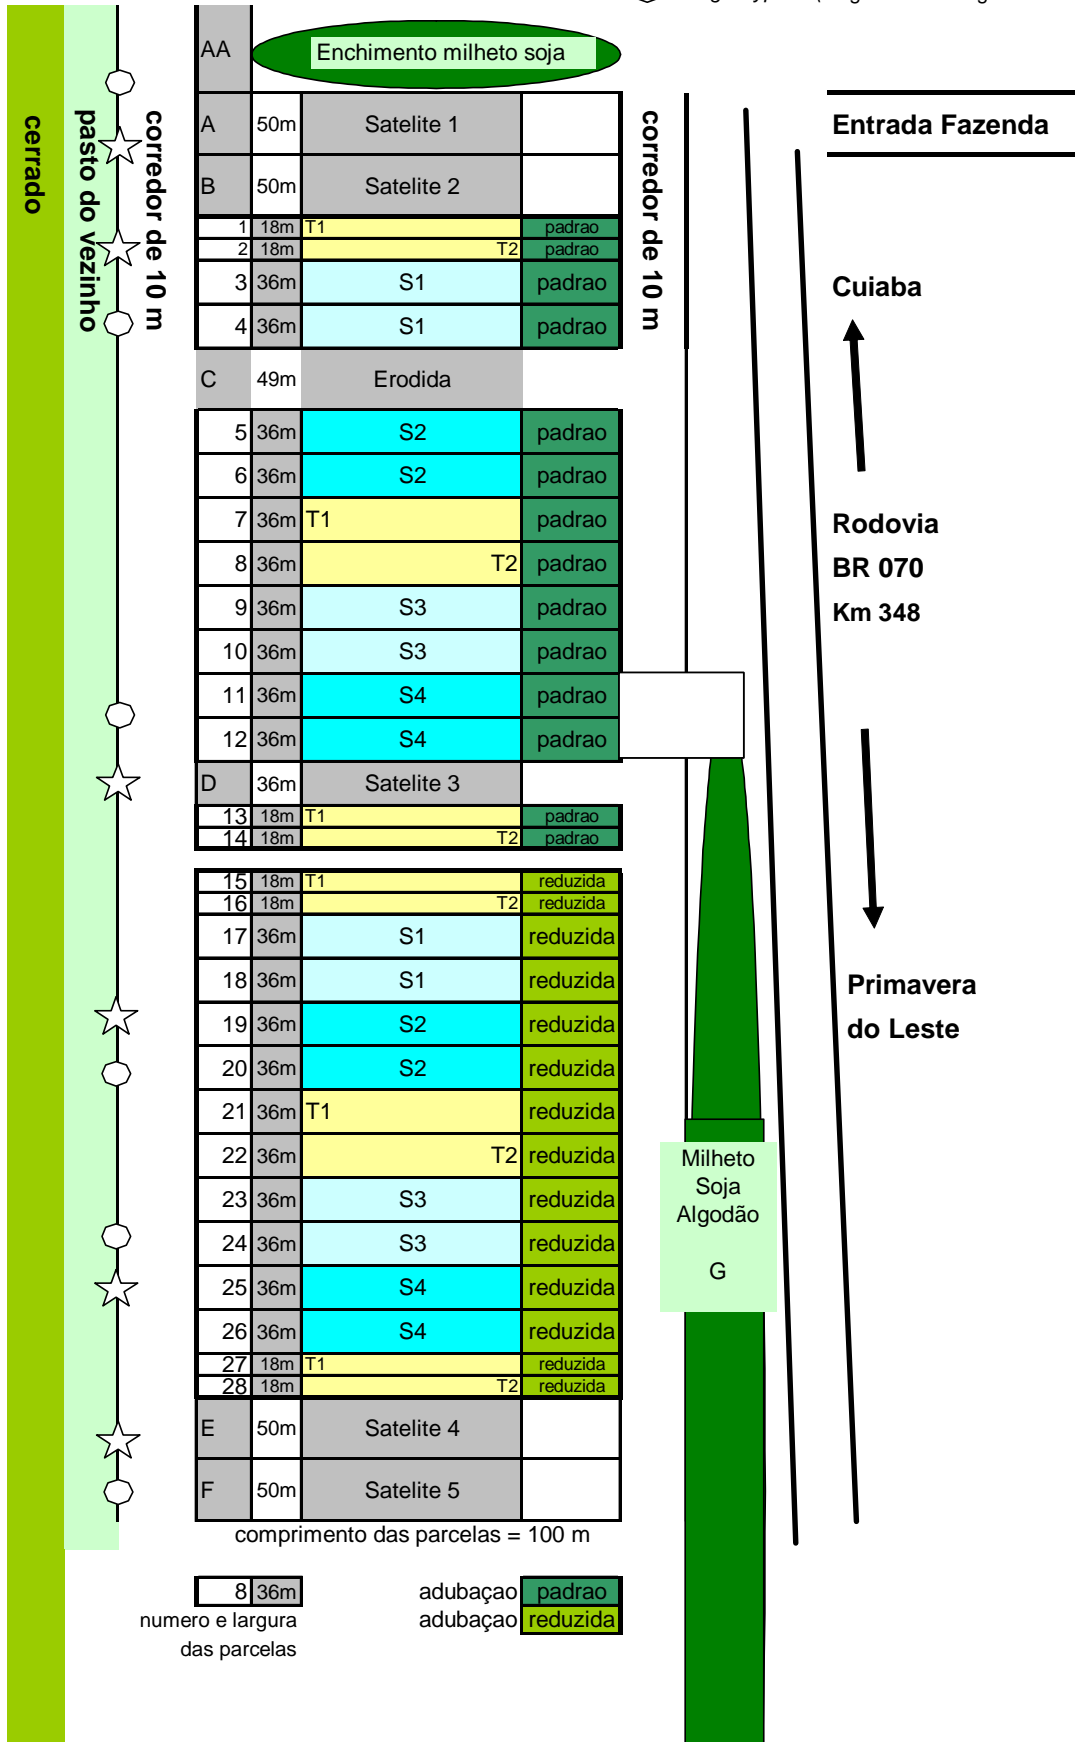 AA
Enchimento milheto soja
cerrado
pasto do vezinho
corredor de 10 m
A 50m Satelite 1
B 50m Satelite 2
1 18m T1 padrao
2 18m T2 padrao
3 36m S1 padrao
4 36m S1 padrao
C 49m Erodida
5 36m S2 padrao
6 36m S2 padrao
7 36m T1 padrao
8 36m T2 padrao
9 36m S3 padrao
10 36m S3 padrao
11 36m S4 padrao
12 36m S4 padrao
D 36m Satelite 3
13 18m T1 padrao
14 18m T2 padrao
15 18m T1 reduzida
16 18m T2 reduzida
17 36m S1 reduzida
18 36m S1 reduzida
19 36m S2 reduzida
20 36m S2 reduzida
21 36m T1 reduzida
22 36m T2 reduzida
23 36m S3 reduzida
24 36m S3 reduzida
25 36m S4 reduzida
26 36m S4 reduzida
27 18m T1 reduzida
28 18m T2 reduzida
E 50m Satelite 4
F 50m Satelite 5
comprimento das parcelas = 100 m
8 36m
numero e largura
das parcelas
adubaçao padrao
adubaçao reduzida
corredor de 10 m
Entrada Fazenda
Cuiaba
Rodovia
BR 070
Km 348
Primavera
do Leste
Milheto
Soja
Algodão
G